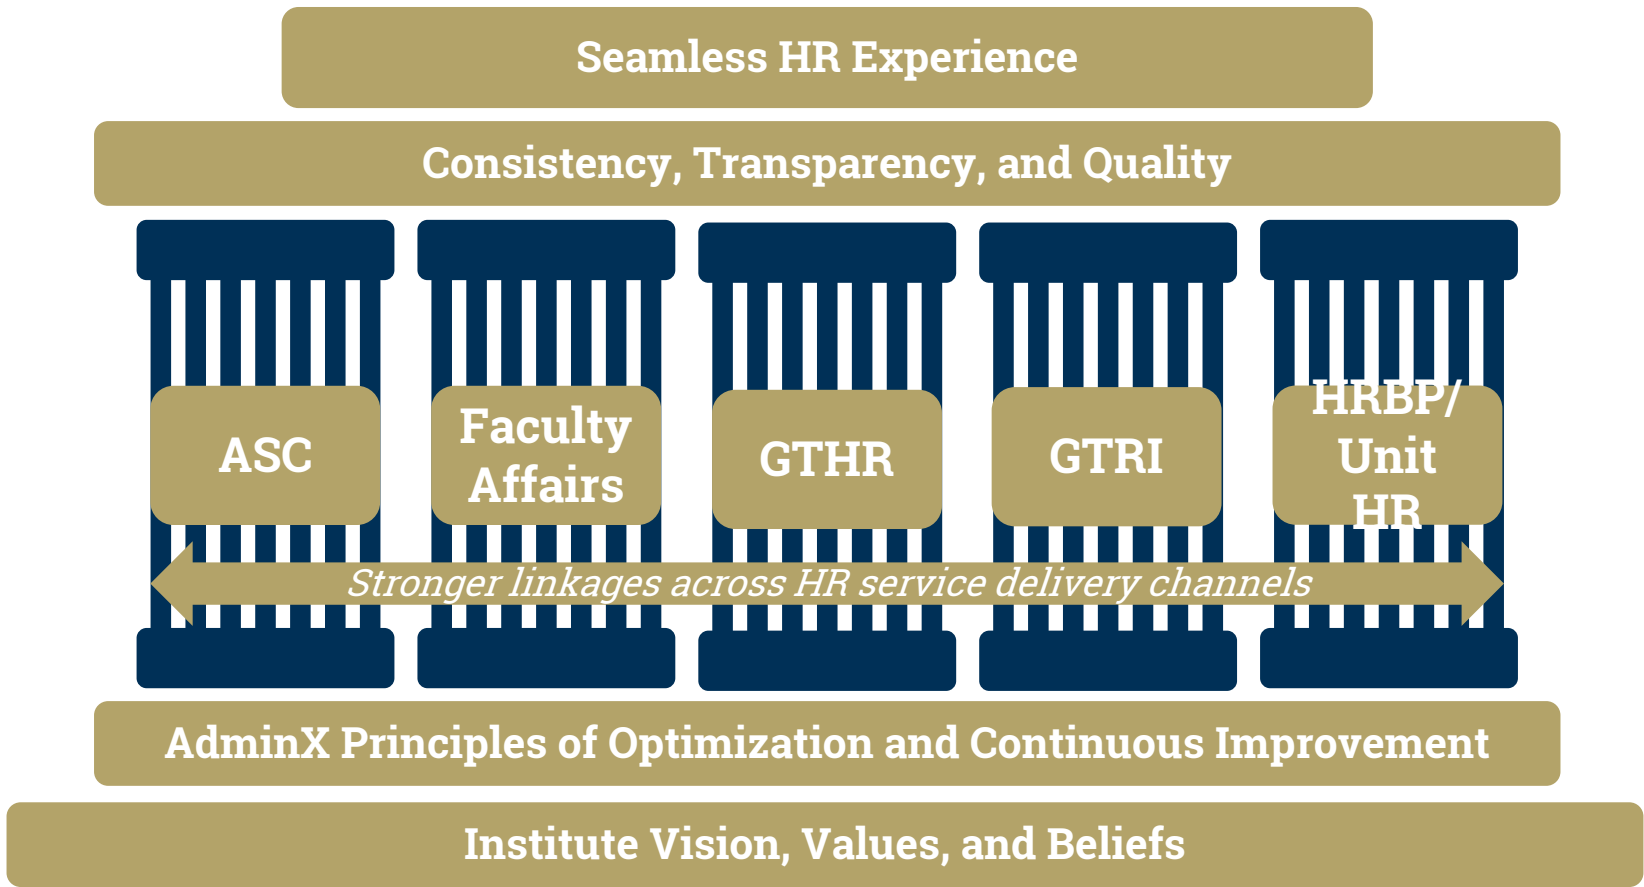 Seamless HR Experience
Consistency, Transparency, and Quality
ASC
Faculty
Affairs
GTHR
GTRI
HRBP/
Unit
HR
Stronger linkages across HR service delivery channels
AdminX Principles of Optimization and Continuous Improvement
Institute Vision, Values, and Beliefs